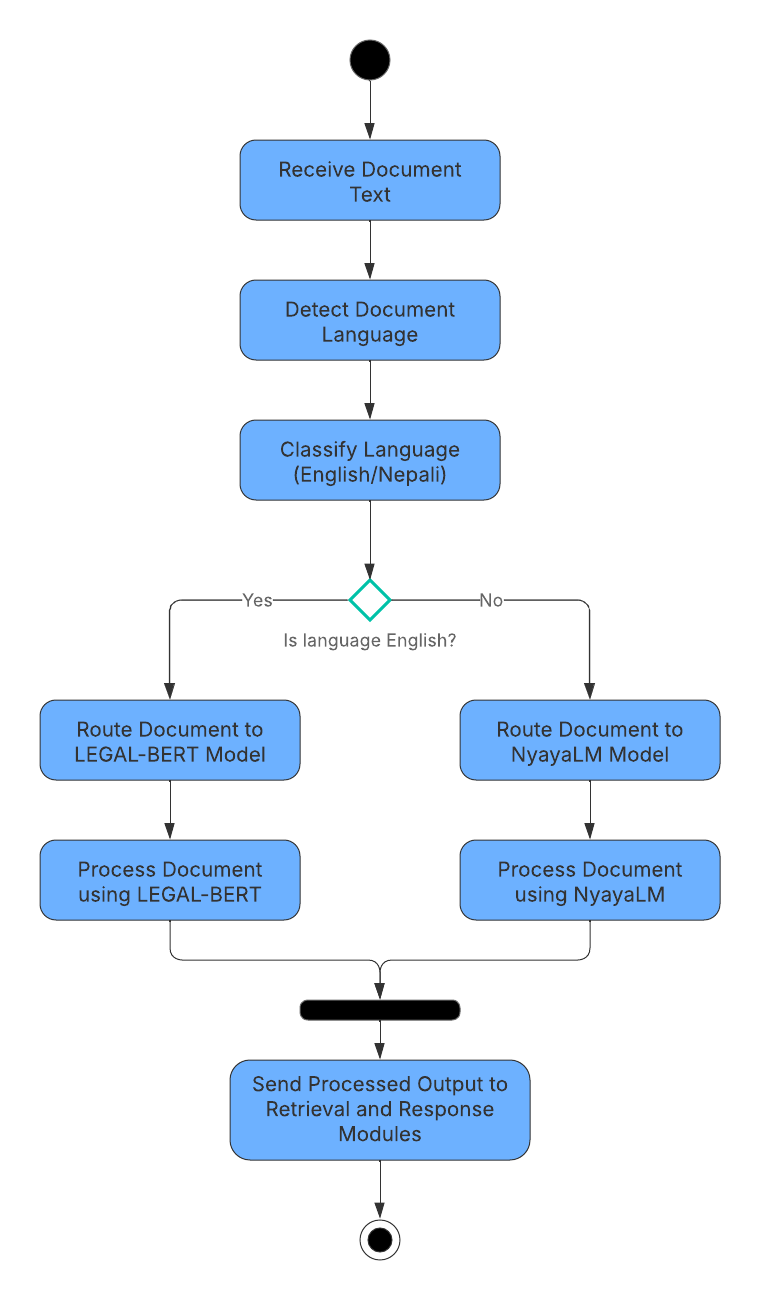 Receive Document
Text
Detect Document
Language
Classify Language
(English/Nepali)
Yes
No
Is language English?
Route Document to
LEGAL-BERT Model
Route Document to
NyayaLM Model
Process Document
using LEGAL-BERT
Process Document
using NyayaLM
Send Processed Output to
Retrieval and Response
Modules